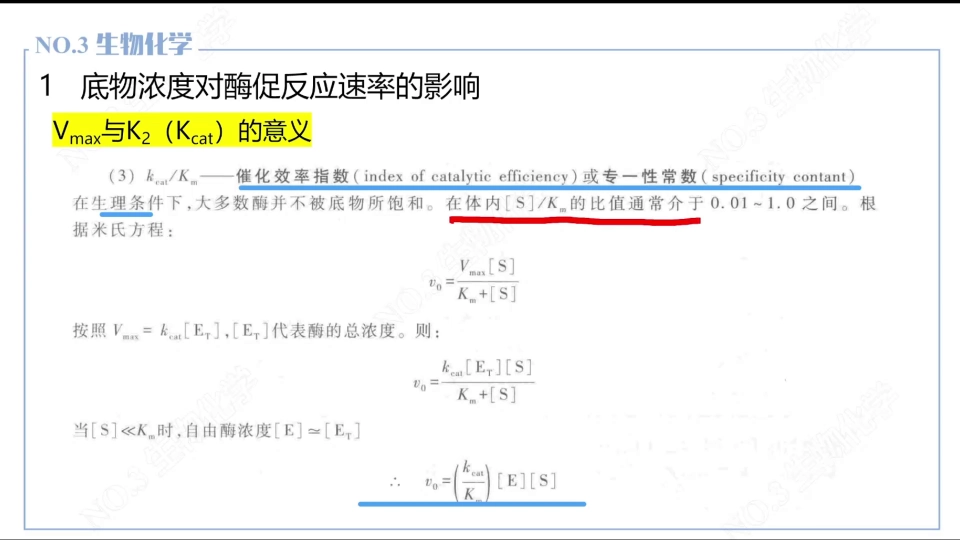 NO.3 生物化学
1 底物浓度对酶促反应速率的影响
Vmax与K2（Kcat）的意义
(3) kcat/Km——催化效率指数(index of catalytic efficiency)或专一性常数(specificity contant)
在生理条件下,大多数酶并不被底物所饱和。在体内[S]/Km的比值通常介于0.01~1.0之间。根
据米氏方程:
v0=Vmax[S]/Km+[S]
按照Vmax=kcat[ET],[ET]代表酶的总浓度。则:
v0=kcat[ET][S]/Km+[S]
当[S]≪Km时,自由酶浓度[E]≃[ET]
∴ v0=(kcat/Km)[E][S]